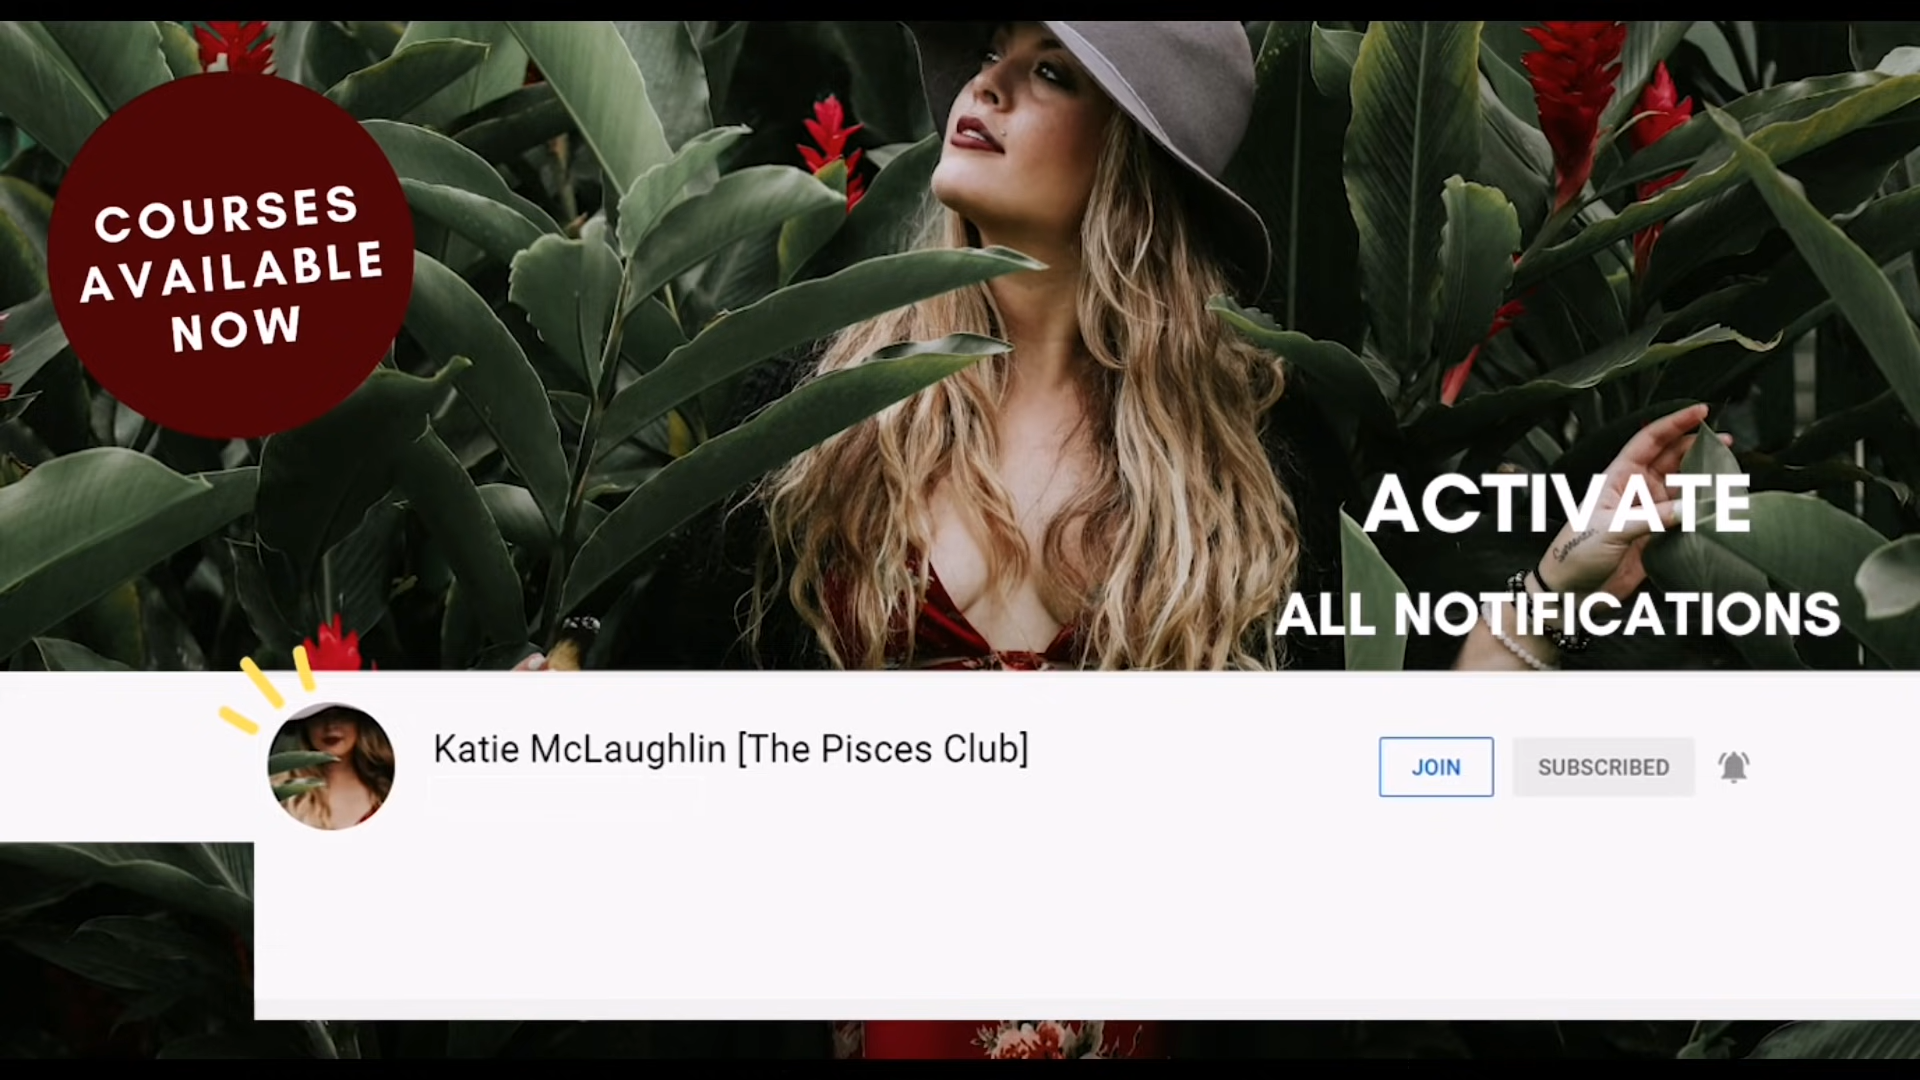 COURSES
AVAILABLE
NOW
ACTIVATE
ALL NOTIFICATIONS
Katie McLaughlin [The Pisces Club]
JOIN
SUBSCRIBED